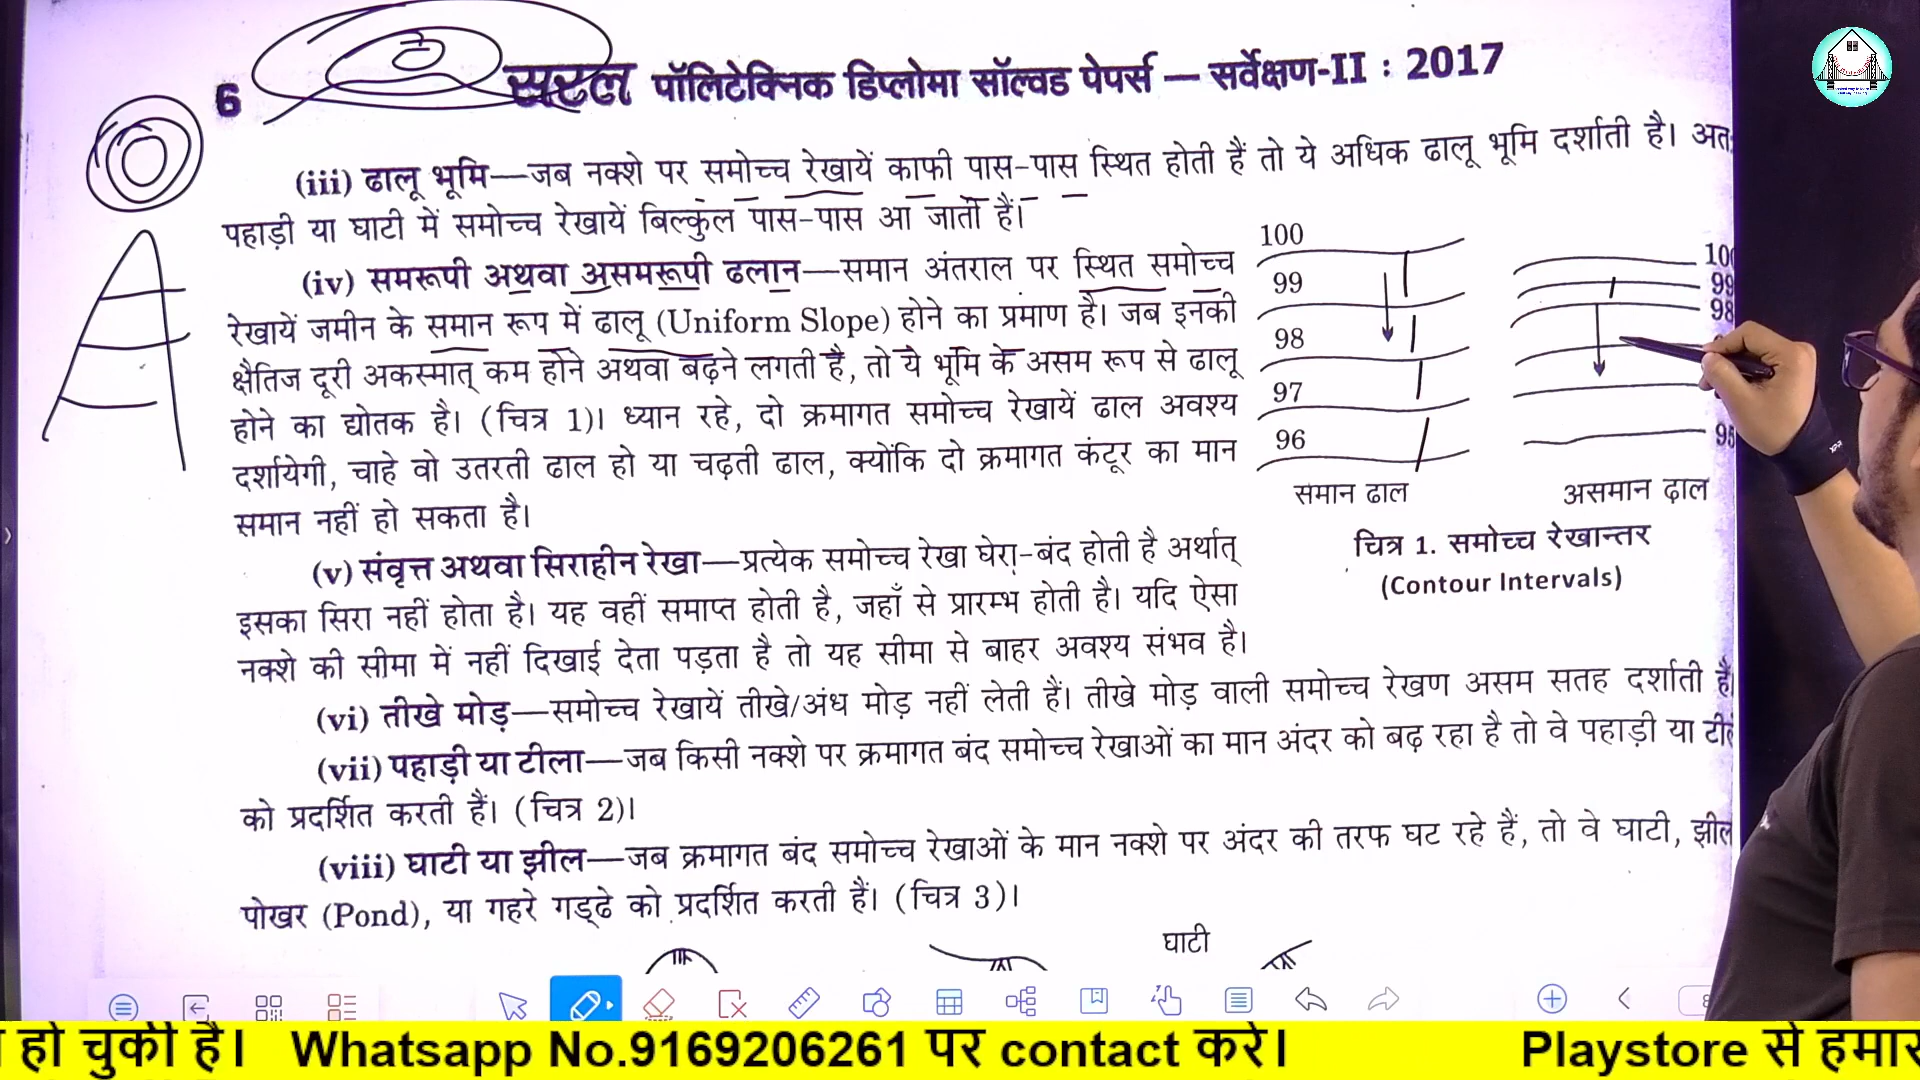 6 सरल पॉलिटेक्निक डिप्लोमा सॉल्वड पेपर्स — सर्वेक्षण-II : 2017
(iii) ढालू भूमि—जब नक्शे पर समोच्च रेखायें काफी पास-पास स्थित होती हैं तो ये अधिक ढालू भूमि दर्शाती है। अतः
पहाड़ी या घाटी में समोच्च रेखायें बिल्कुल पास-पास आ जाती हैं।
(iv) समरूपी अथवा असमरूपी ढलान—समान अंतराल पर स्थित समोच्च
रेखायें जमीन के समान रूप में ढालू (Uniform Slope) होने का प्रमाण है। जब इनकी
क्षैतिज दूरी अकस्मात् कम होने अथवा बढ़ने लगती है, तो ये भूमि के असम रूप से ढालू
होने का द्योतक है। (चित्र 1)। ध्यान रहे, दो क्रमागत समोच्च रेखायें ढाल अवश्य
दर्शायेगी, चाहे वो उतरती ढाल हो या चढ़ती ढाल, क्योंकि दो क्रमागत कंटूर का मान
समान नहीं हो सकता है।
100
99
98
97
96
समान ढाल
100
99
98
95
असमान ढ़ाल
चित्र 1. समोच्च रेखान्तर
(Contour Intervals)
(v) संवृत्त अथवा सिराहीन रेखा—प्रत्येक समोच्च रेखा घेरा-बंद होती है अर्थात्
इसका सिरा नहीं होता है। यह वहीं समाप्त होती है, जहाँ से प्रारम्भ होती है। यदि ऐसा
नक्शे की सीमा में नहीं दिखाई देता पड़ता है तो यह सीमा से बाहर अवश्य संभव है।
(vi) तीखे मोड़—समोच्च रेखायें तीखे/अंध मोड़ नहीं लेती हैं। तीखे मोड़ वाली समोच्च रेखण असम सतह दर्शाती है।
(vii) पहाड़ी या टीला—जब किसी नक्शे पर क्रमागत बंद समोच्च रेखाओं का मान अंदर को बढ़ रहा है तो वे पहाड़ी या टीले
को प्रदर्शित करती हैं। (चित्र 2)।
(viii) घाटी या झील—जब क्रमागत बंद समोच्च रेखाओं के मान नक्शे पर अंदर की तरफ घट रहे हैं, तो वे घाटी, झील
पोखर (Pond), या गहरे गड्ढे को प्रदर्शित करती हैं। (चित्र 3)।
घाटी
हो चुकी है। Whatsapp No.9169206261 पर contact करे। Playstore से हमार